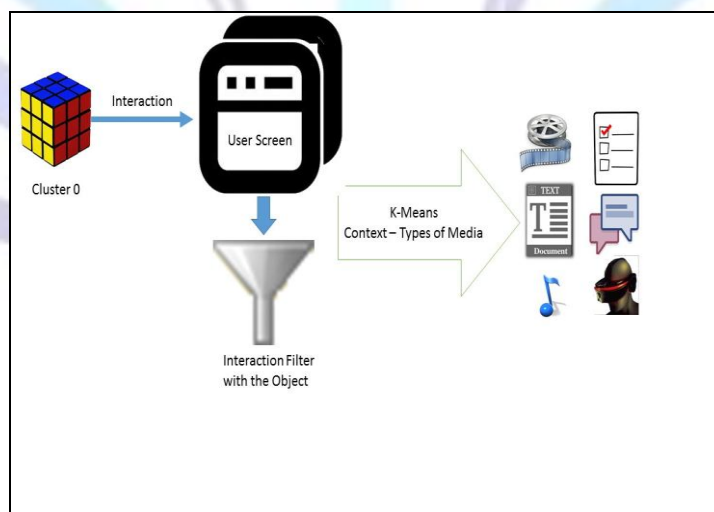 Interaction
User Screen
Cluster 0
K-Means
Context – Types of Media
TEXT
T
Document
Interaction Filter
with the Object